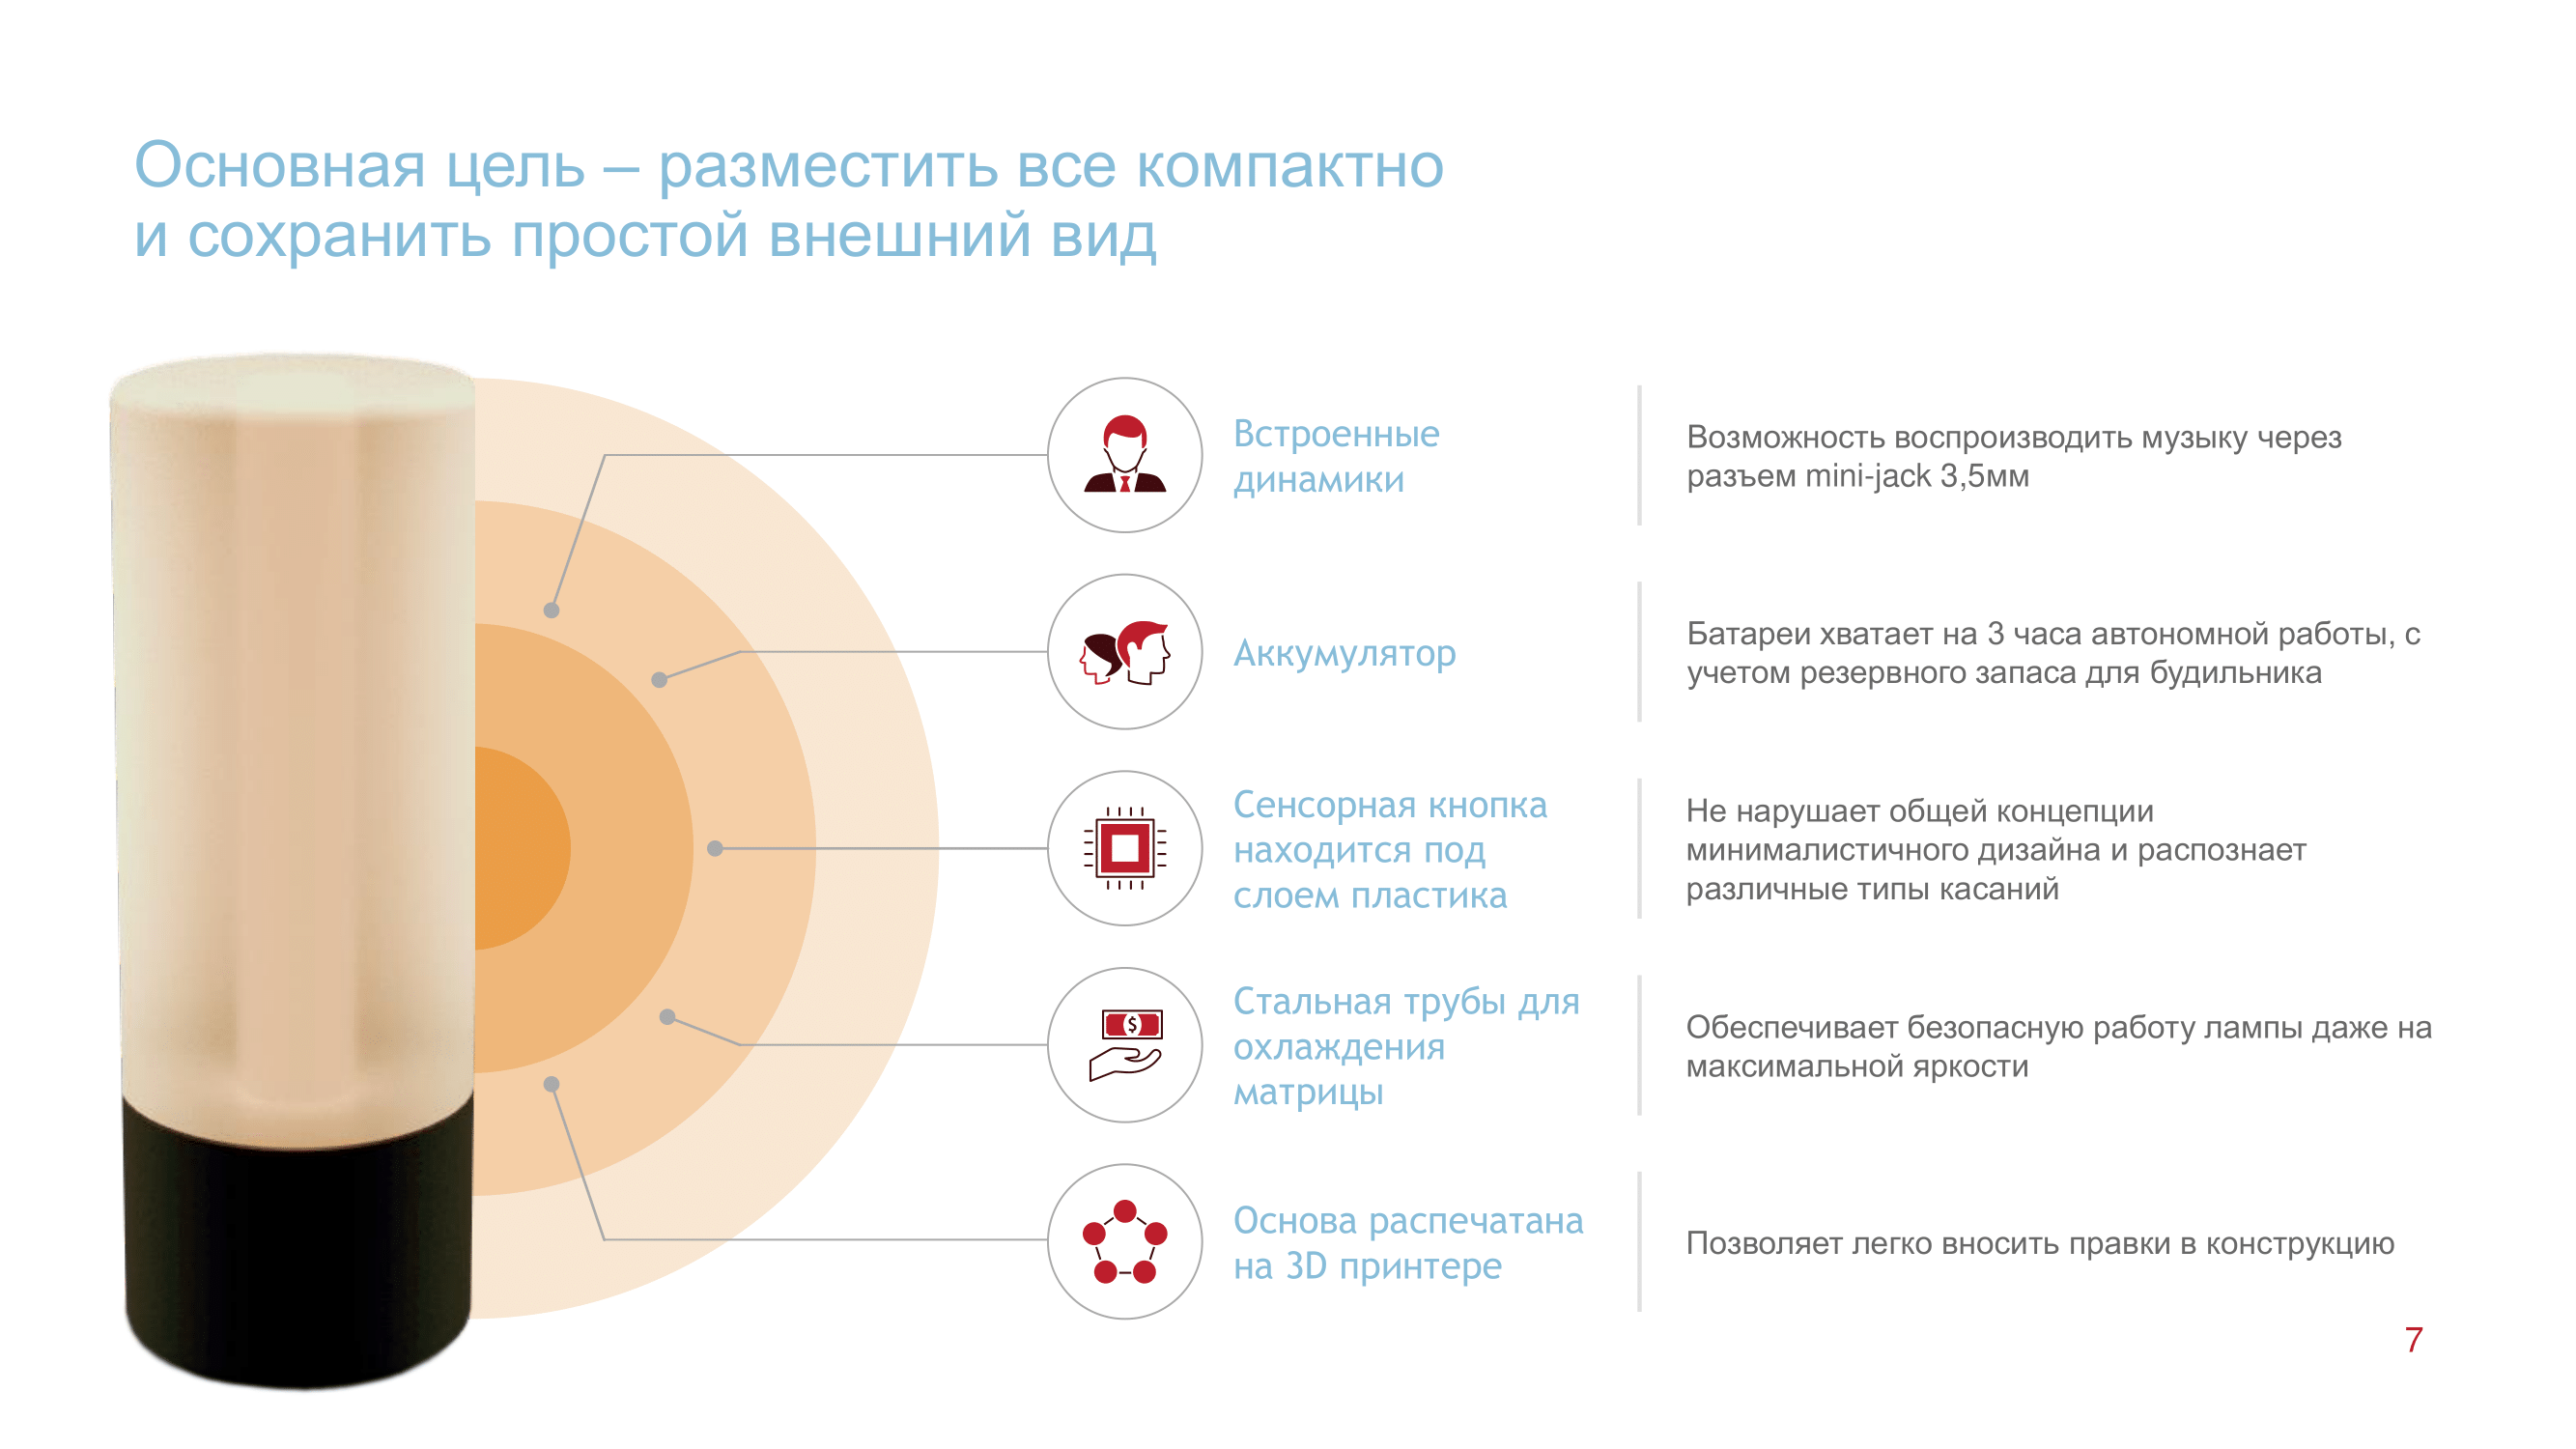 Основная цель – разместить все компактно
и сохранить простой внешний вид
Встроенные
динамики
Возможность воспроизводить музыку через
разъем mini-jack 3,5мм
Аккумулятор
Батареи хватает на 3 часа автономной работы, с
учетом резервного запаса для будильника
Сенсорная кнопка
находится под
слоем пластика
Не нарушает общей концепции
минималистичного дизайна и распознает
различные типы касаний
$
Стальная трубы для
охлаждения
матрицы
Обеспечивает безопасную работу лампы даже на
максимальной яркости
Основа распечатана
на 3D принтере
Позволяет легко вносить правки в конструкцию
7